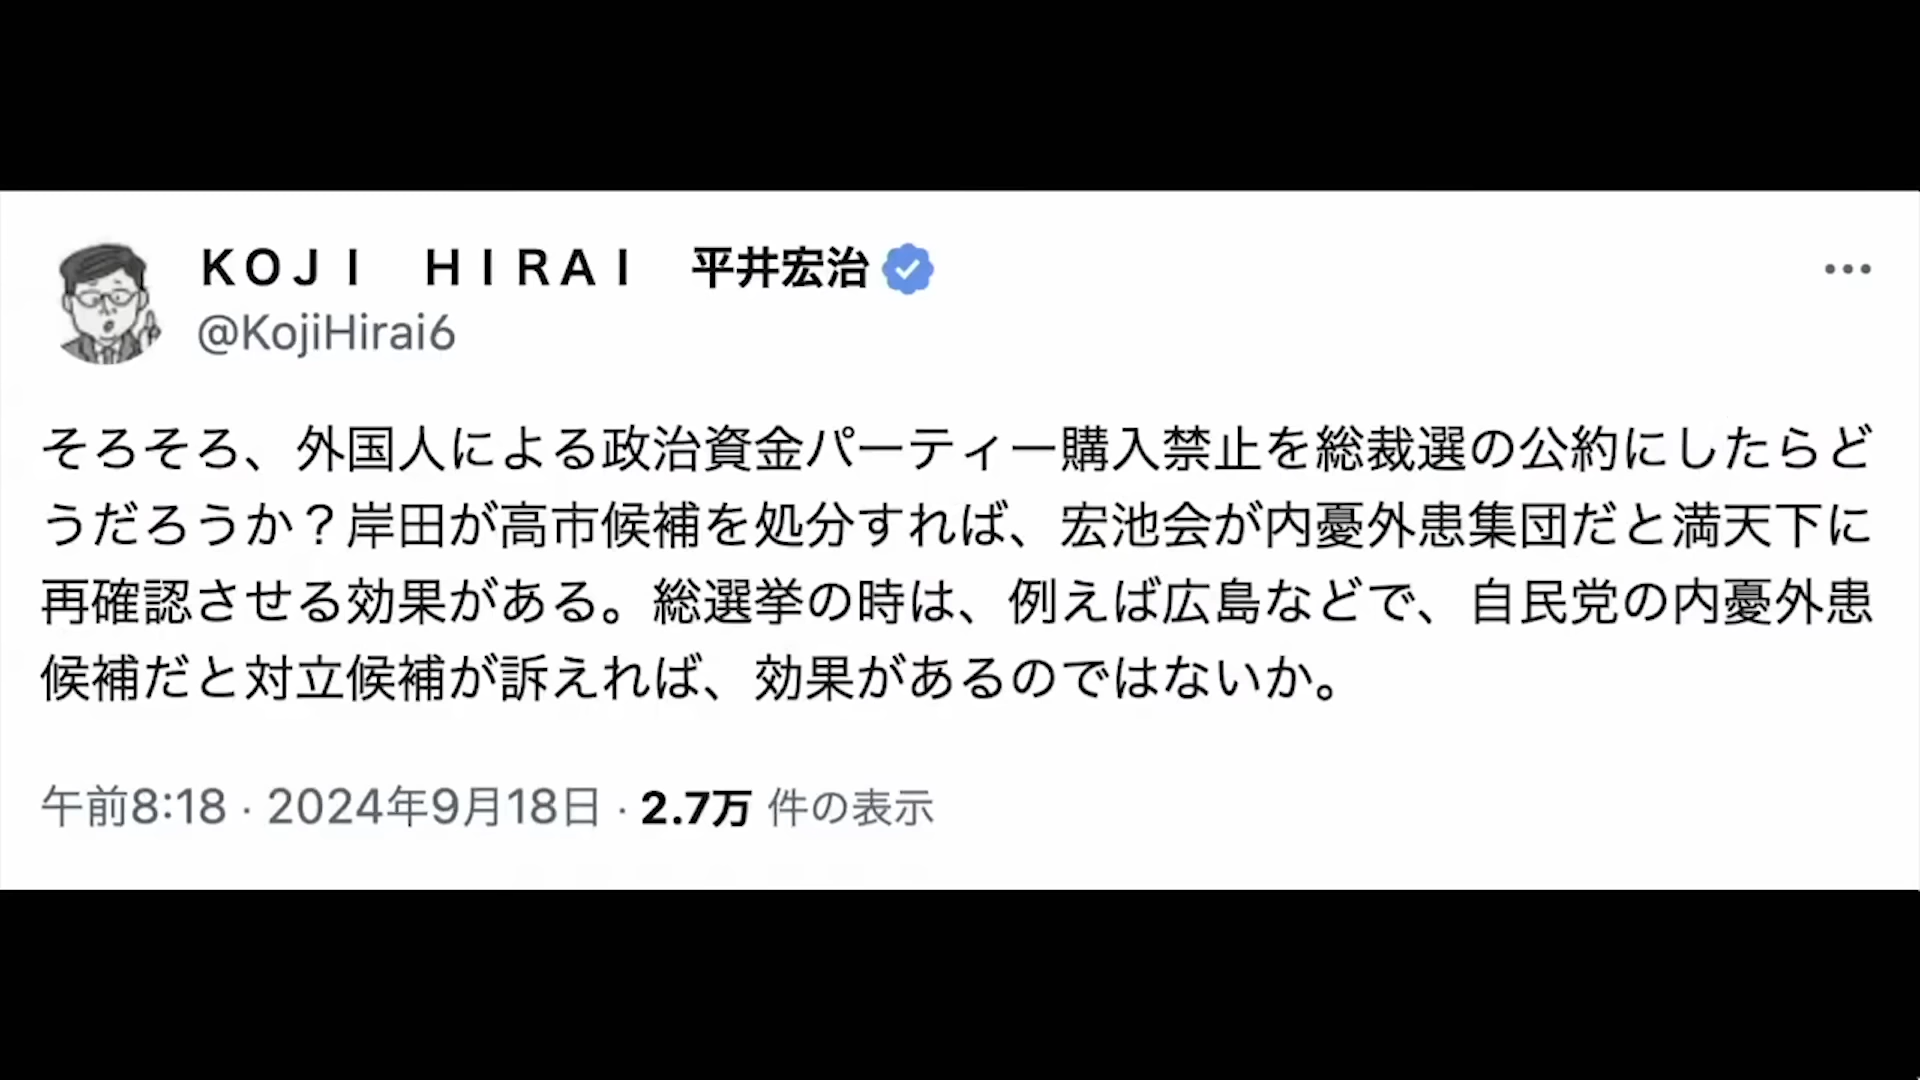 ＫＯＪＩ　ＨＩＲＡＩ　平井宏治
@KojiHirai6
そろそろ、外国人による政治資金パーティー購入禁止を総裁選の公約にしたらど
うだろうか？岸田が高市候補を処分すれば、宏池会が内憂外患集団だと満天下に
再確認させる効果がある。総選挙の時は、例えば広島などで、自民党の内憂外患
候補だと対立候補が訴えれば、効果があるのではないか。
午前8:18 · 2024年9月18日 · 2.7万 件の表示